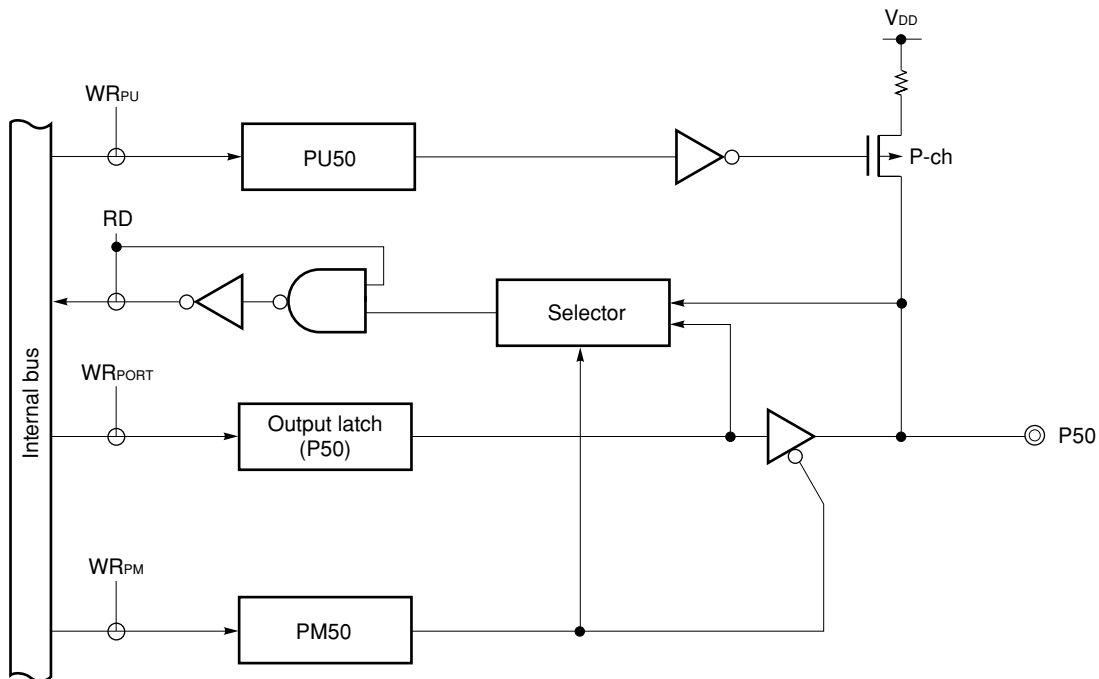 VDD
WRPU
PU50
P-ch
RD
Selector
Internal bus
WRPORT
Output latch
(P50)
P50
WRPM
PM50